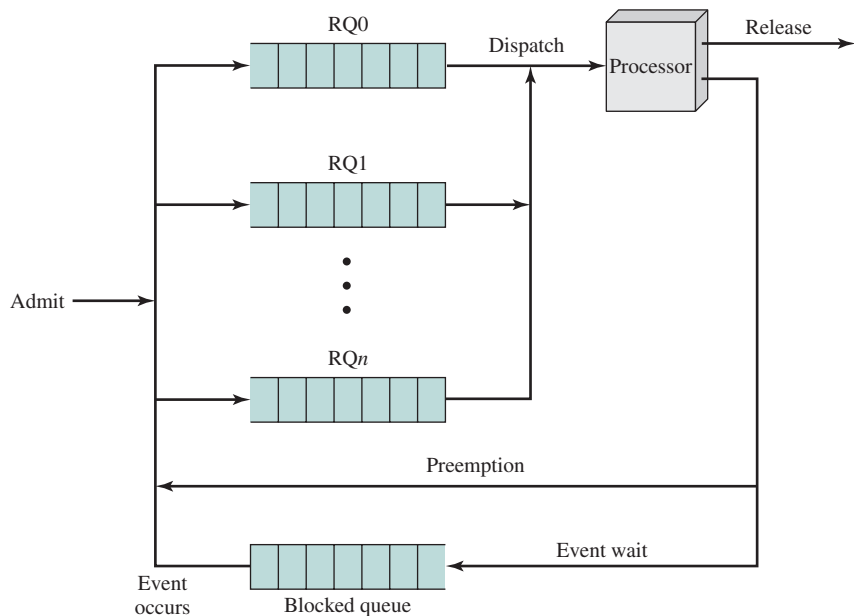 RQ0
Dispatch
Release
Processor
RQ1
Admit
RQn
Preemption
Event wait
Event
occurs
Blocked queue